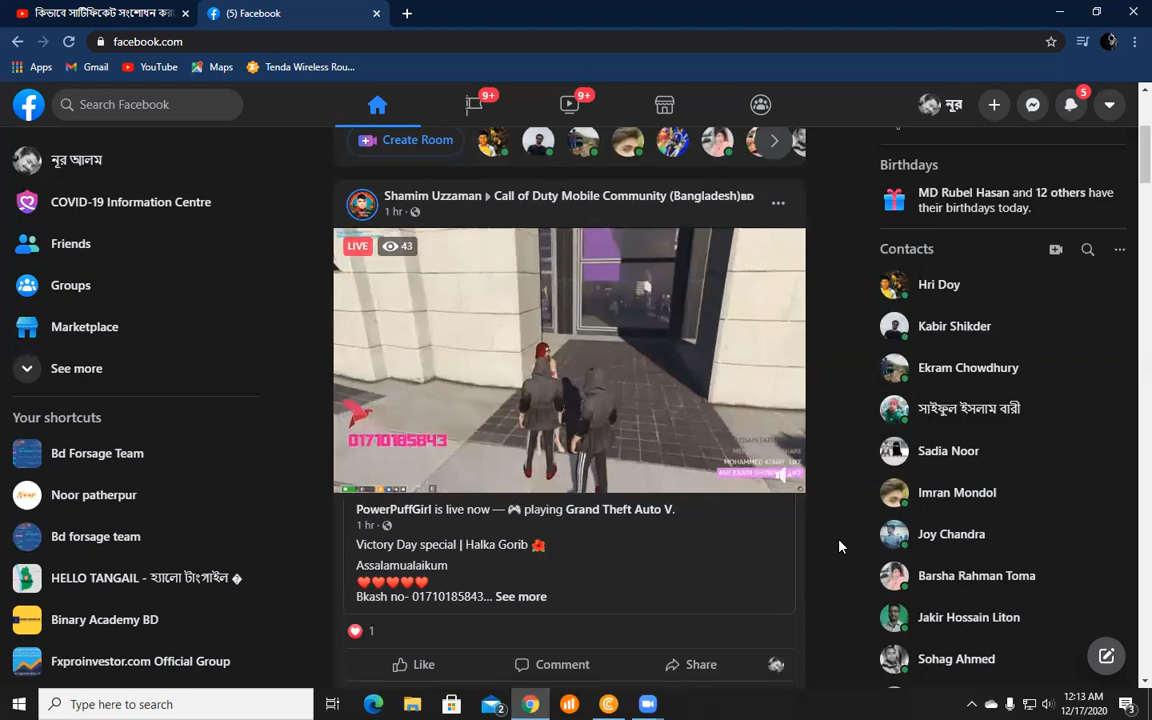 কিভাবে সার্টিফিকেট সংশোধন কর
(5) Facebook
facebook.com
Apps
Gmail
YouTube
Maps
Tenda Wireless Rou...
Search Facebook
9+
9+
নূর
5
নূর আলম
COVID-19 Information Centre
Friends
Groups
Marketplace
See more
Your shortcuts
Bd Forsage Team
Noor patherpur
Bd forsage team
HELLO TANGAIL - হ্যালো টাংগাইল �
Binary Academy BD
Fxproinvestor.com Official Group
Create Room
Shamim Uzzaman
Call of Duty Mobile Community (Bangladesh)BD
1 hr ·
LIVE
43
01710185843
PowerPuffGirl is live now — 🎮 playing Grand Theft Auto V.
1 hr ·
Victory Day special | Halka Gorib 🌺
Assalamualaikum
❤️❤️❤️❤️❤️
Bkash no- 01710185843... See more
1
Like
Comment
Share
Birthdays
MD Rubel Hasan and 12 others have
their birthdays today.
Contacts
Hri Doy
Kabir Shikder
Ekram Chowdhury
সাইফুল ইসলাম বারী
Sadia Noor
Imran Mondol
Joy Chandra
Barsha Rahman Toma
Jakir Hossain Liton
Sohag Ahmed
Type here to search
2
12:13 AM
12/17/2020
3